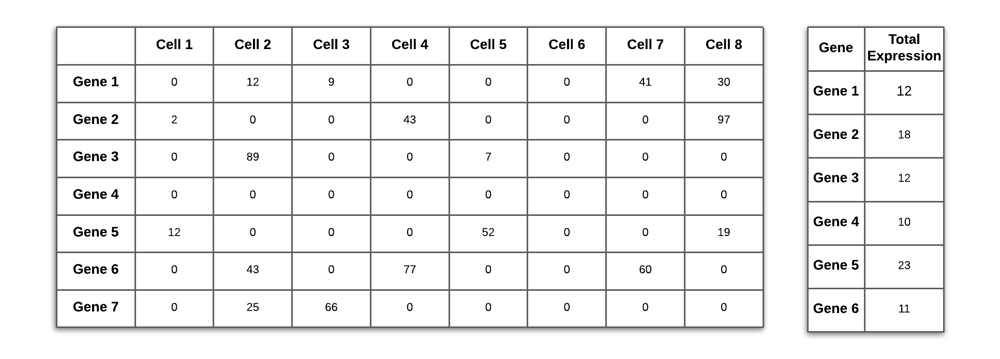 Cell 1 Cell 2 Cell 3 Cell 4 Cell 5 Cell 6 Cell 7 Cell 8
Gene 1 0 12 9 0 0 0 41 30
Gene 2 2 0 0 43 0 0 0 97
Gene 3 0 89 0 0 7 0 0 0
Gene 4 0 0 0 0 0 0 0 0
Gene 5 12 0 0 0 52 0 0 19
Gene 6 0 43 0 77 0 0 60 0
Gene 7 0 25 66 0 0 0 0 0
Gene Total
Expression
Gene 1 12
Gene 2 18
Gene 3 12
Gene 4 10
Gene 5 23
Gene 6 11